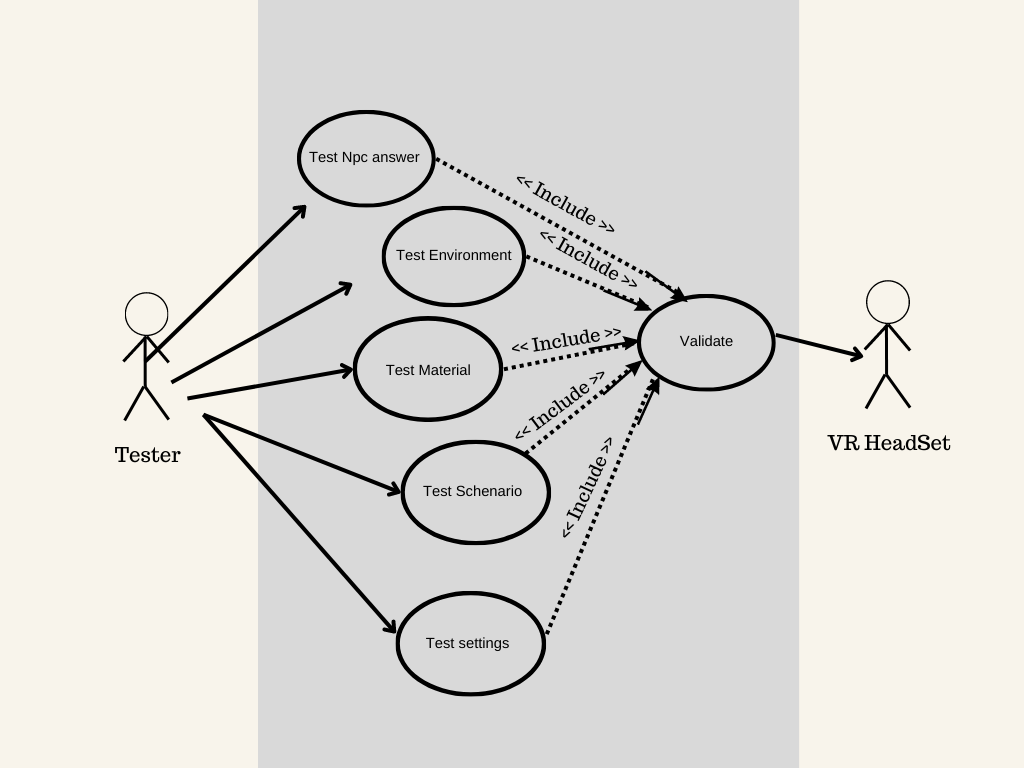 Test Npc answer
<< Include >>
Test Environment
<< Include >>
Test Material
<< Include >>
Validate
<< Include >>
Tester
VR HeadSet
Test Schenario
<< Include >>
Test settings